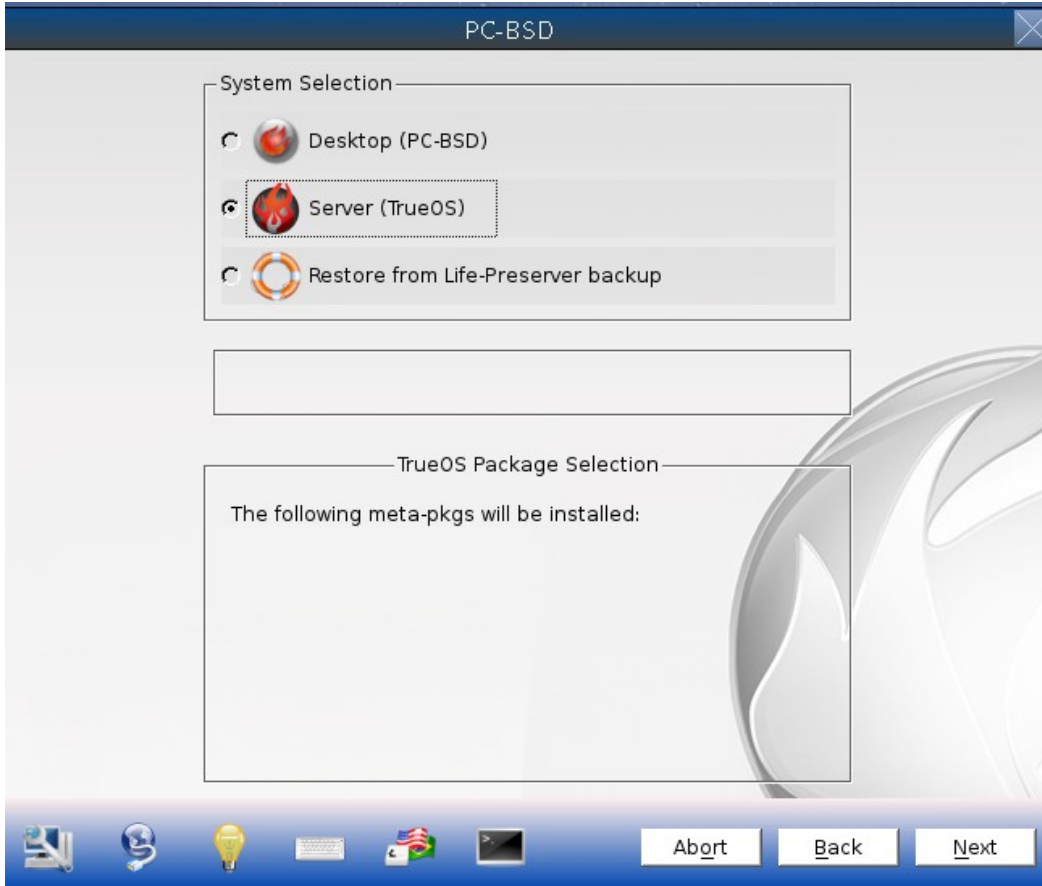 PC-BSD
System Selection
Desktop (PC-BSD)
Server (TrueOS)
Restore from Life-Preserver backup
TrueOS Package Selection
The following meta-pkgs will be installed:
Abort
Back
Next